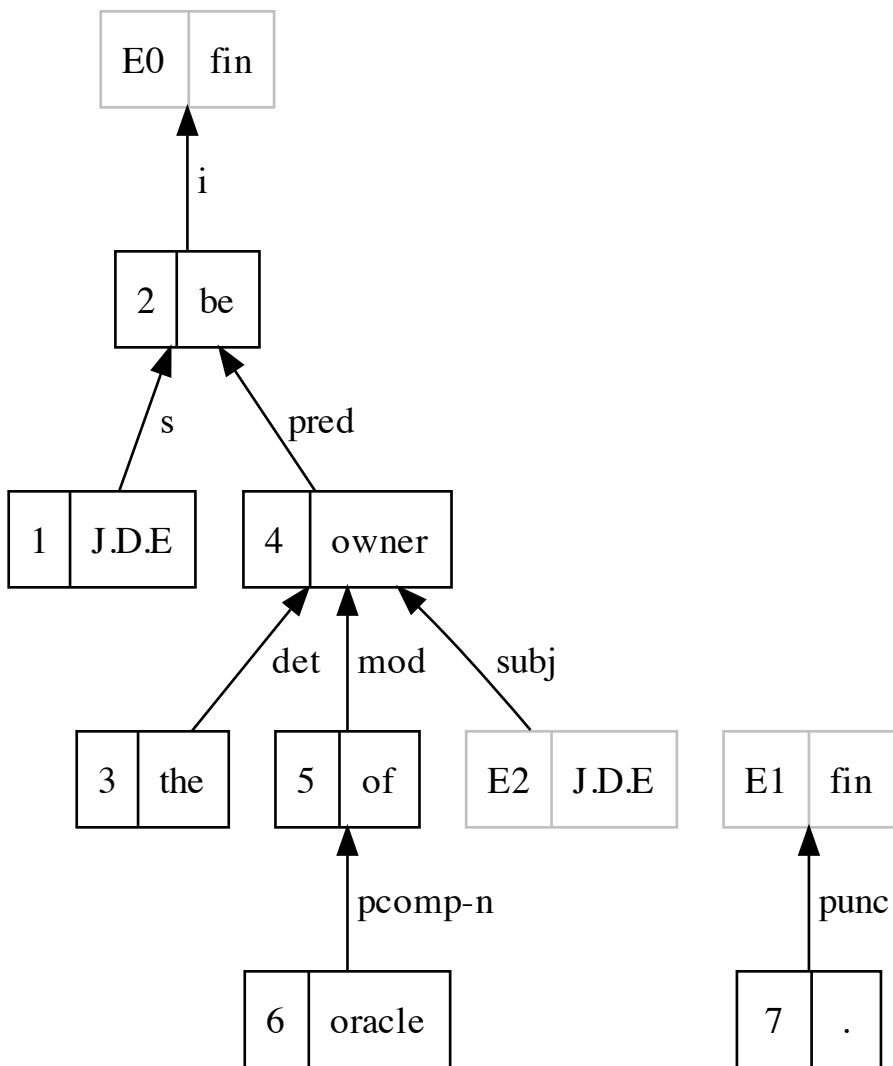 E0 fin
i
2 be
s pred
1 J.D.E 4 owner
det mod subj
3 the 5 of E2 J.D.E E1 fin
pcomp-n punc
6 oracle 7 .